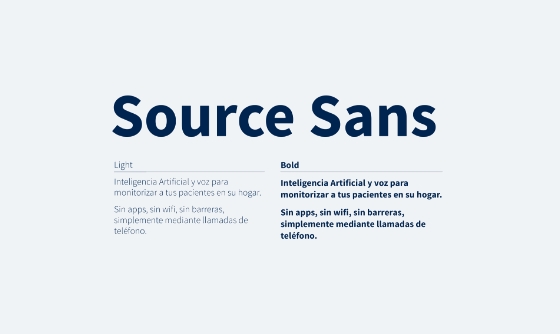 Source Sans
Light
Inteligencia Artificial y voz para
monitorizar a tus pacientes en su hogar.
Sin apps, sin wifi, sin barreras,
simplemente mediante llamadas de
teléfono.
Bold
Inteligencia Artificial y voz para
monitorizar a tus pacientes en su hogar.
Sin apps, sin wifi, sin barreras,
simplemente mediante llamadas de
teléfono.